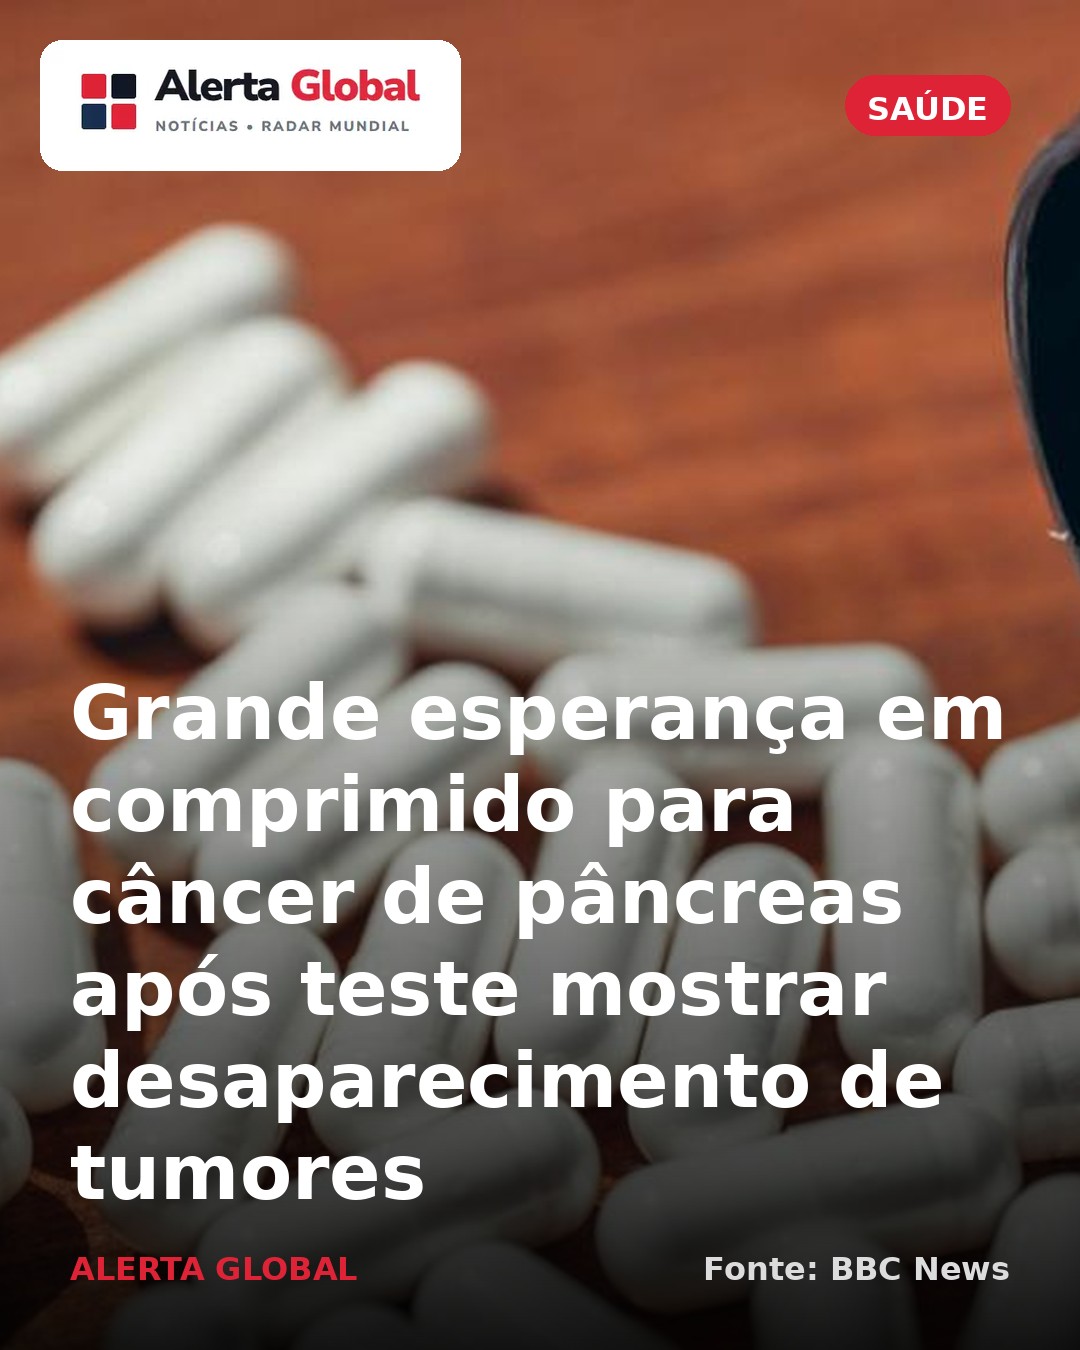 Alerta Global
NOTÍCIAS • RADAR MUNDIAL
SAÚDE
Grande esperança em
comprimido para
câncer de pâncreas
após teste mostrar
desaparecimento de
tumores
ALERTA GLOBAL
Fonte: BBC News